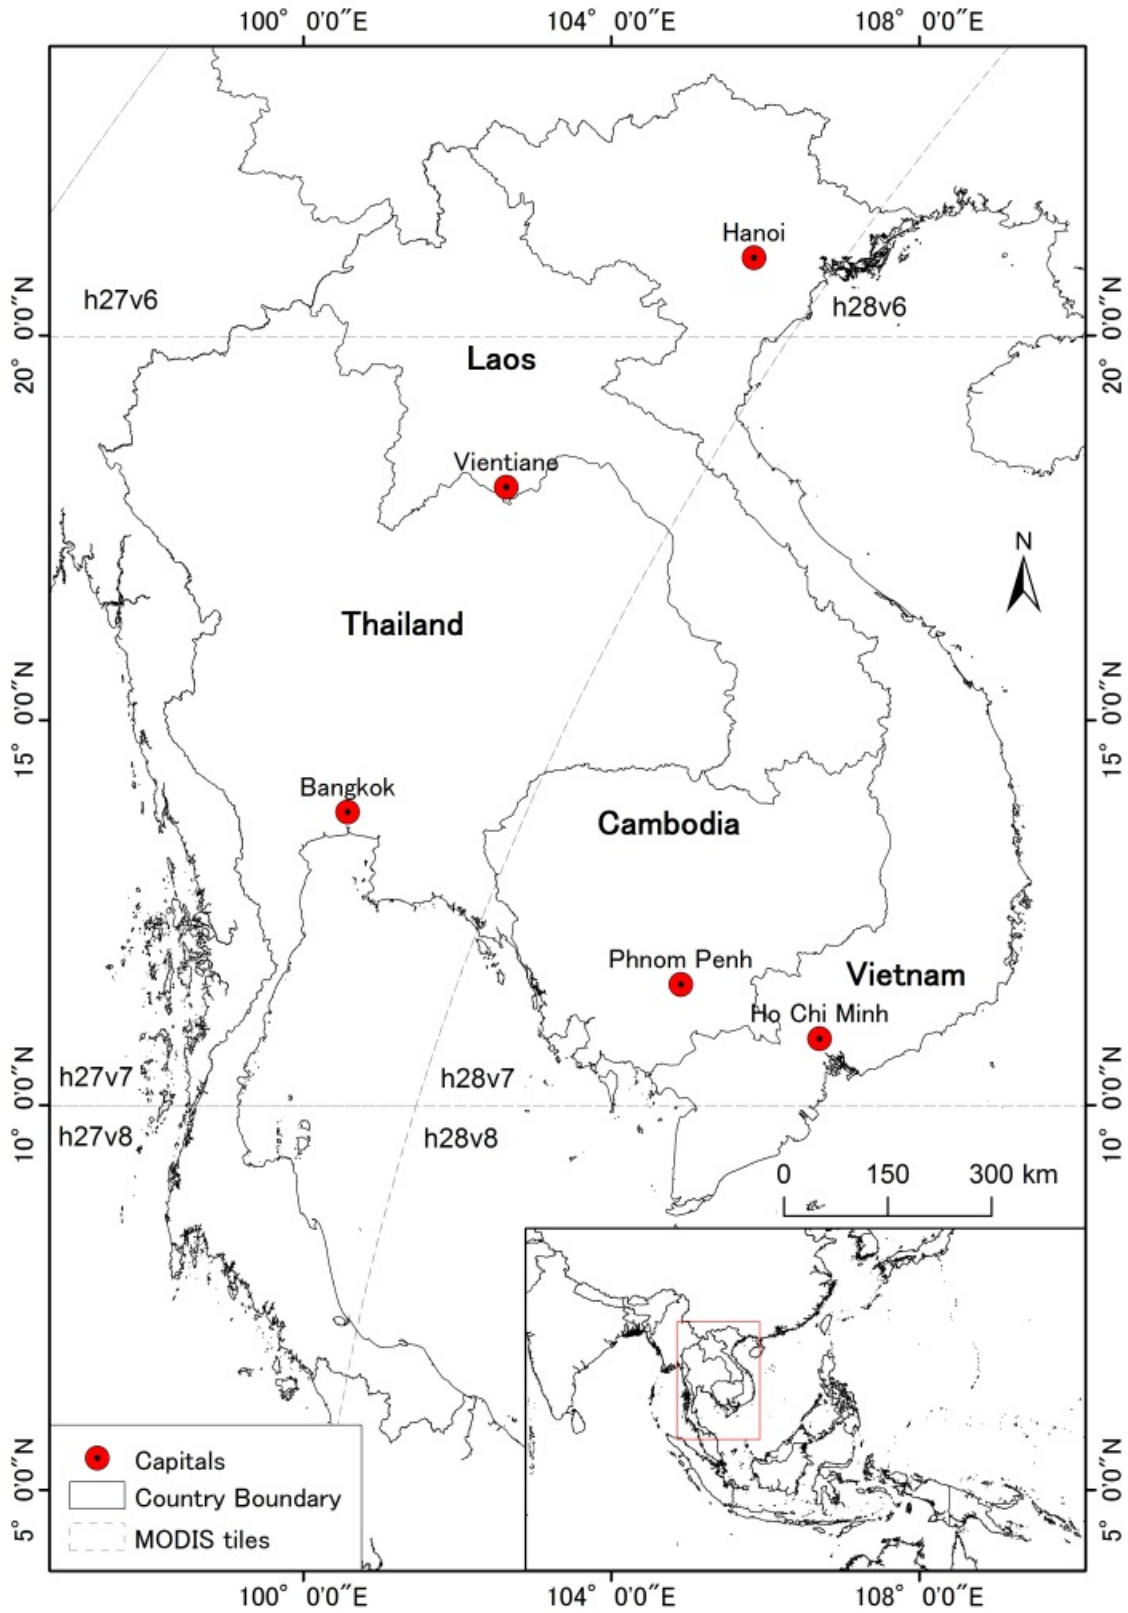 100° 0'0"E 104° 0'0"E 108° 0'0"E
Hanoi
h27v6
h28v6
20° 0'0"N
20° 0'0"N
Laos
Vientiane
N
Thailand
15° 0'0"N
15° 0'0"N
Bangkok
Cambodia
Phnom Penh
Vietnam
Ho Chi Minh
h27v7
h28v7
10° 0'0"N
10° 0'0"N
h27v8
h28v8
0 150 300 km
Capitals
Country Boundary
MODIS tiles
5° 0'0"N
5° 0'0"N
100° 0'0"E 104° 0'0"E 108° 0'0"E